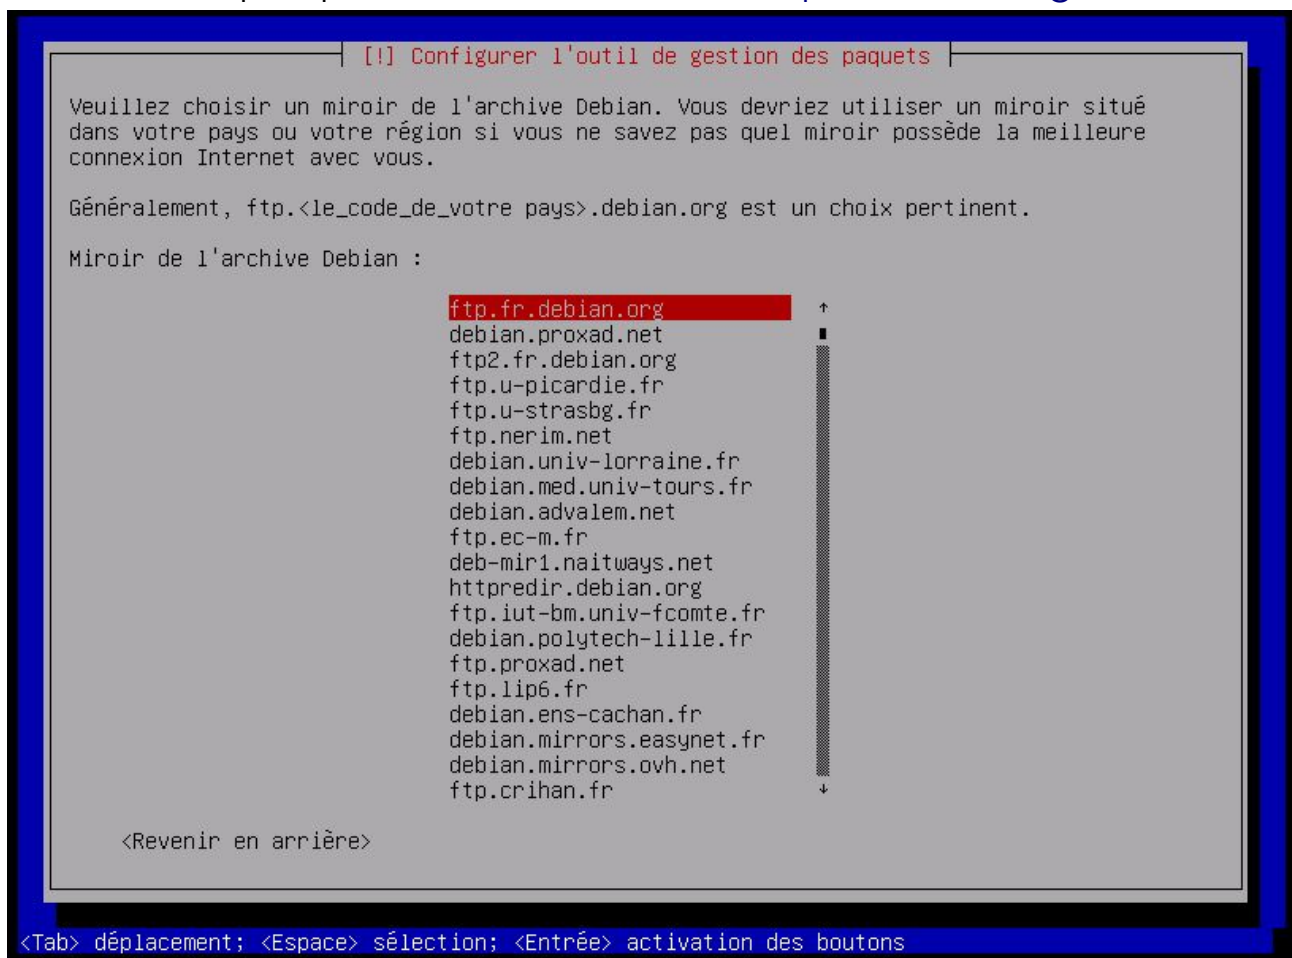 [!] Configurer l'outil de gestion des paquets
Veuillez choisir un miroir de l'archive Debian. Vous devriez utiliser un miroir situé
dans votre pays ou votre région si vous ne savez pas quel miroir possède la meilleure
connexion Internet avec vous.
Généralement, ftp.<le_code_de_votre pays>.debian.org est un choix pertinent.
Miroir de l'archive Debian :
ftp.fr.debian.org
debian.proxad.net
ftp2.fr.debian.org
ftp.u-picardie.fr
ftp.u-strasbg.fr
ftp.nerim.net
debian.univ-lorraine.fr
debian.med.univ-tours.fr
debian.advalem.net
ftp.ec-m.fr
deb-mir1.naitways.net
httpredir.debian.org
ftp.iut-bm.univ-fcomte.fr
debian.polytech-lille.fr
ftp.proxad.net
ftp.lip6.fr
debian.ens-cachan.fr
debian.mirrors.easynet.fr
debian.mirrors.ovh.net
ftp.crihan.fr
<Revenir en arrière>
<Tab> déplacement; <Espace> sélection; <Entrée> activation des boutons